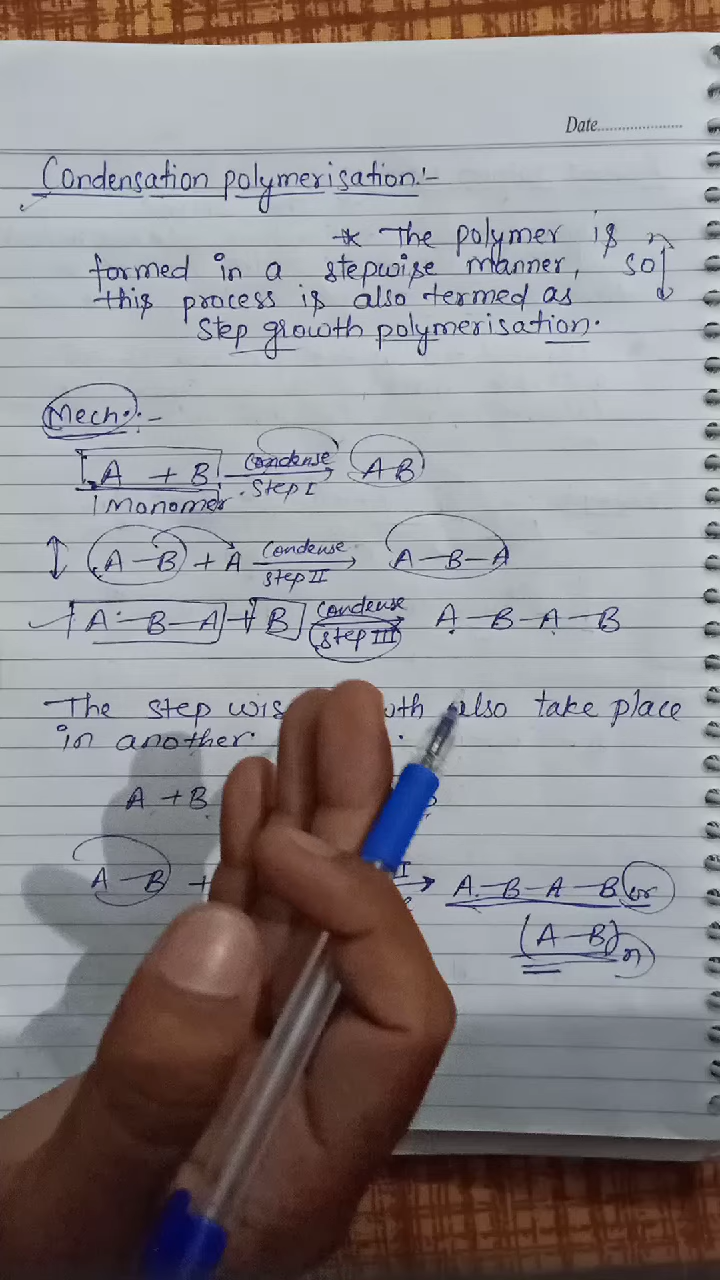 Date....................
Condensation polymerisation:-
* The polymer is
formed in a stepwise manner, so
this process is also termed as
step growth polymerisation.
Mech:-
A + B Condense Step I AB
Monomer
A-B + A Condense Step II A-B-A
A-B-A + B Condense Step III A-B-A-B
The step also take place
in another
A + B
A-B + → A-B-A-B or
(A-B)n